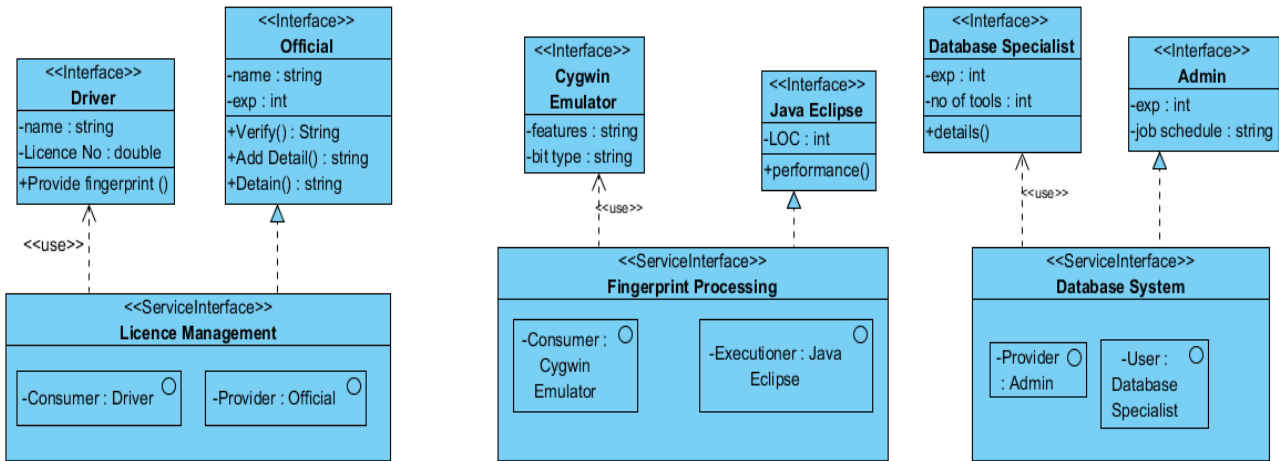 <<Interface>>
Driver
-name : string
-Licence No : double
+Provide fingerprint ()
<<Interface>>
Official
-name : string
-exp : int
+Verify() : String
+Add Detail() : string
+Detain() : string
<<use>>
<<ServiceInterface>>
Licence Management
-Consumer : Driver
-Provider : Official
<<Interface>>
Cygwin
Emulator
-features : string
-bit type : string
<<Interface>>
Java Eclipse
-LOC : int
+performance()
<<use>>
<<ServiceInterface>>
Fingerprint Processing
-Consumer :
Cygwin
Emulator
-Executioner : Java
Eclipse
<<Interface>>
Database Specialist
-exp : int
-no of tools : int
+details()
<<Interface>>
Admin
-exp : int
-job schedule : string
<<use>>
<<ServiceInterface>>
Database System
-Provider
: Admin
-User :
Database
Specialist